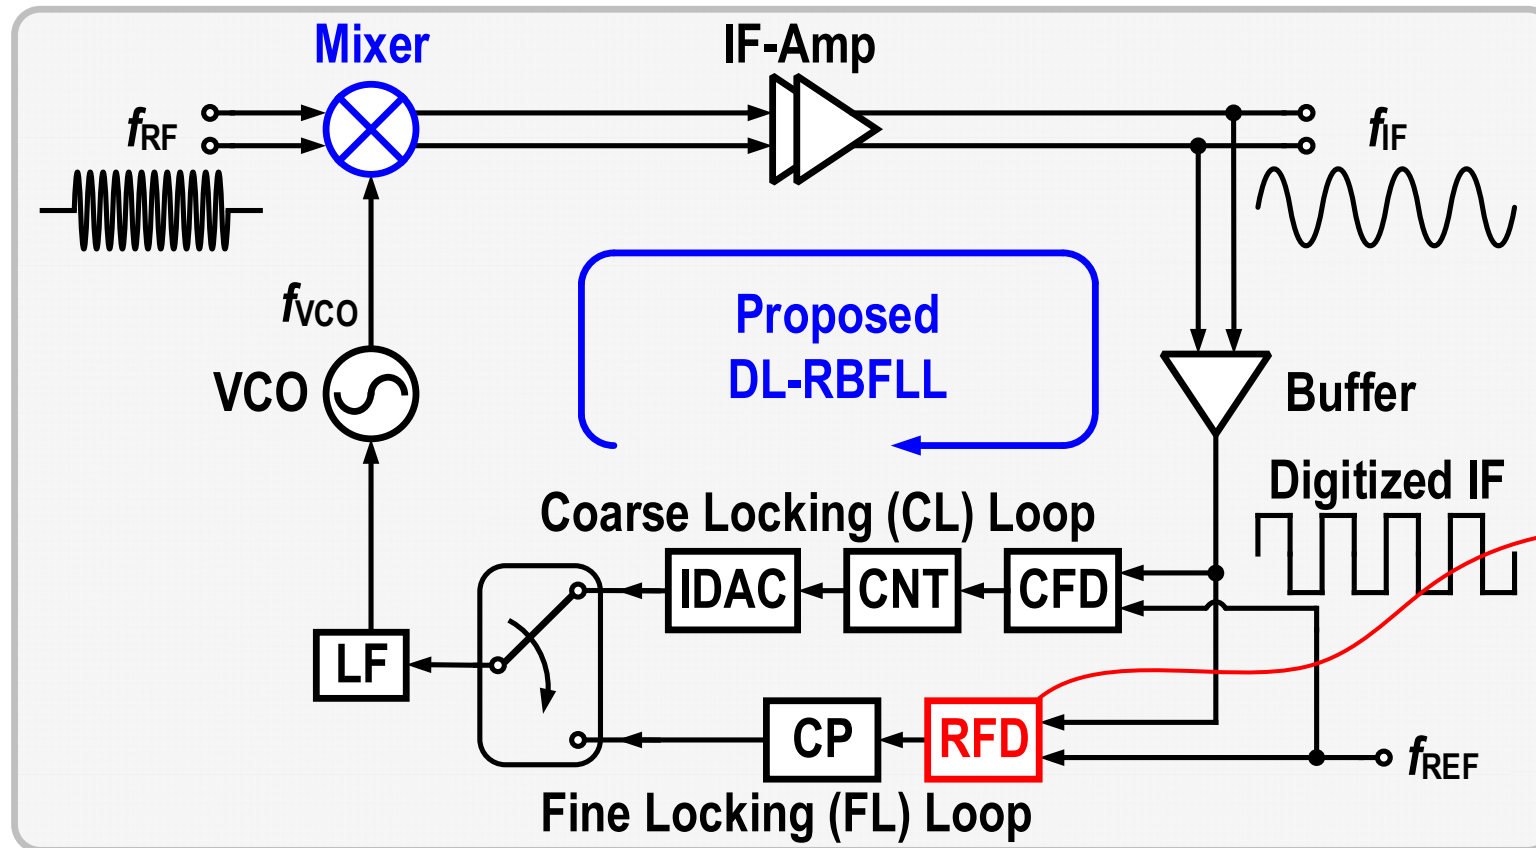 Mixer
IF-Amp
fRF
fIF
fVCO
Proposed
DL-RBFLL
VCO
Buffer
Digitized IF
Coarse Locking (CL) Loop
IDAC
CNT
CFD
LF
CP
RFD
fREF
Fine Locking (FL) Loop